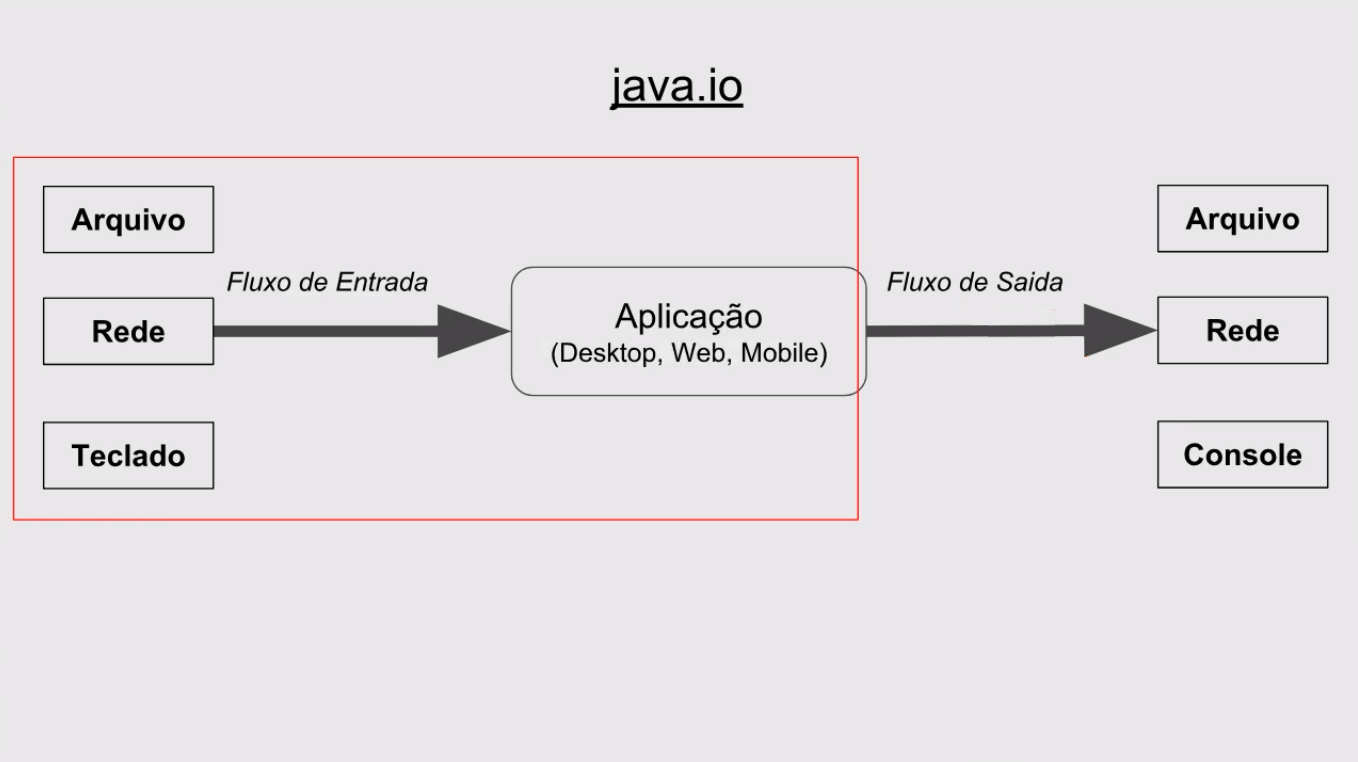 java.io
Arquivo
Rede
Teclado
Fluxo de Entrada
Aplicação
(Desktop, Web, Mobile)
Fluxo de Saida
Arquivo
Rede
Console